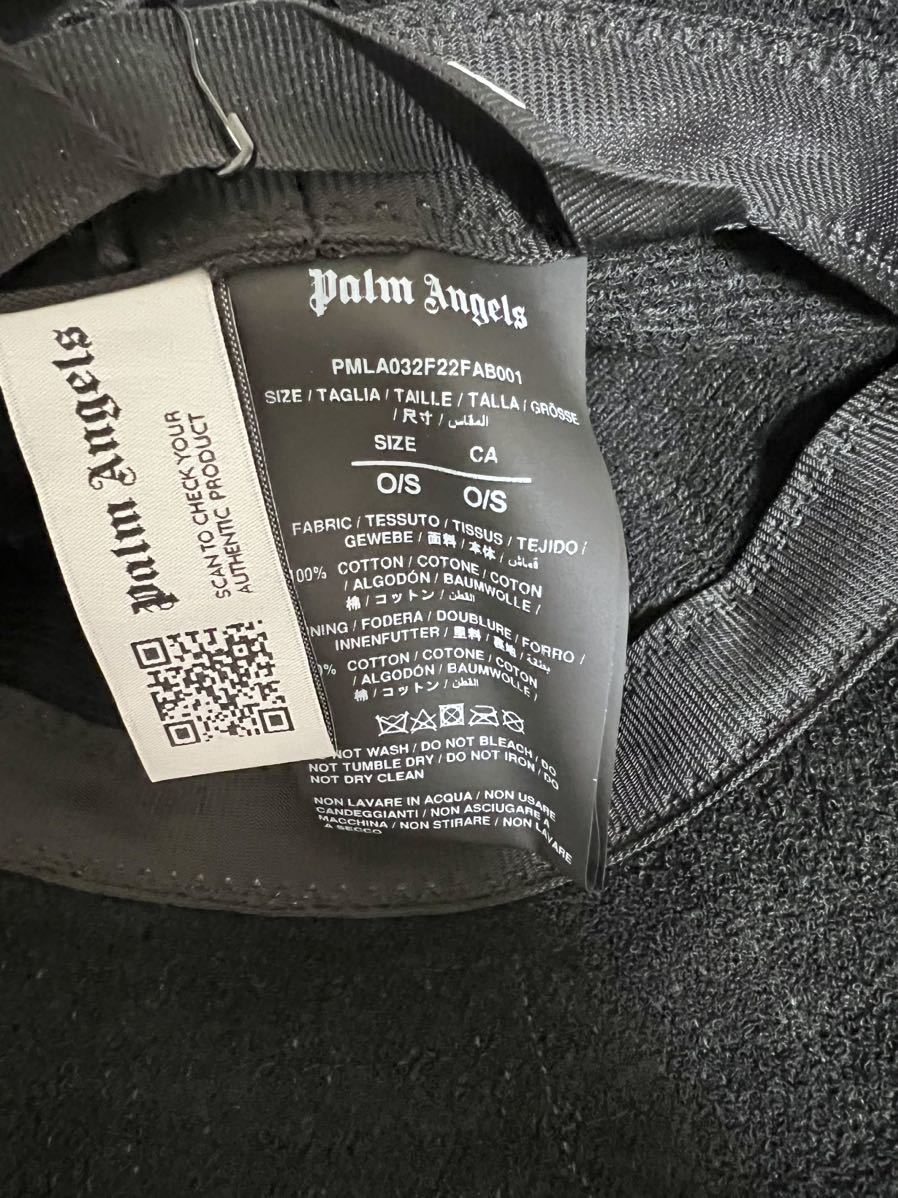 Palm Angels
SCAN TO CHECK YOUR
AUTHENTIC PRODUCT
Palm Angels
PMLA032F22FAB001
SIZE / TAGLIA / TAILLE / TALLA / GRÖSSE
/ 尺寸 / المقاس
SIZE CA
O/S O/S
FABRIC / TESSUTO / TISSUS / TEJIDO /
GEWEBE / 面料 / 本体 / قماش
100% COTTON / COTONE / COTON
/ ALGODÓN / BAUMWOLLE /
棉 / コットン / القطن
NING / FODERA / DOUBLURE / FORRO /
INNENFUTTER / 里料 / 裏地 / بطانة
0% COTTON / COTONE / COTON
/ ALGODÓN / BAUMWOLLE /
棉 / コットン / القطن
NOT WASH / DO NOT BLEACH / DO
NOT TUMBLE DRY / DO NOT IRON / DO
NOT DRY CLEAN
NON LAVARE IN ACQUA / NON USARE
CANDEGGIANTI / NON ASCIUGARE A
MACCHINA / NON STIRARE / NON LAVARE
A SECCO